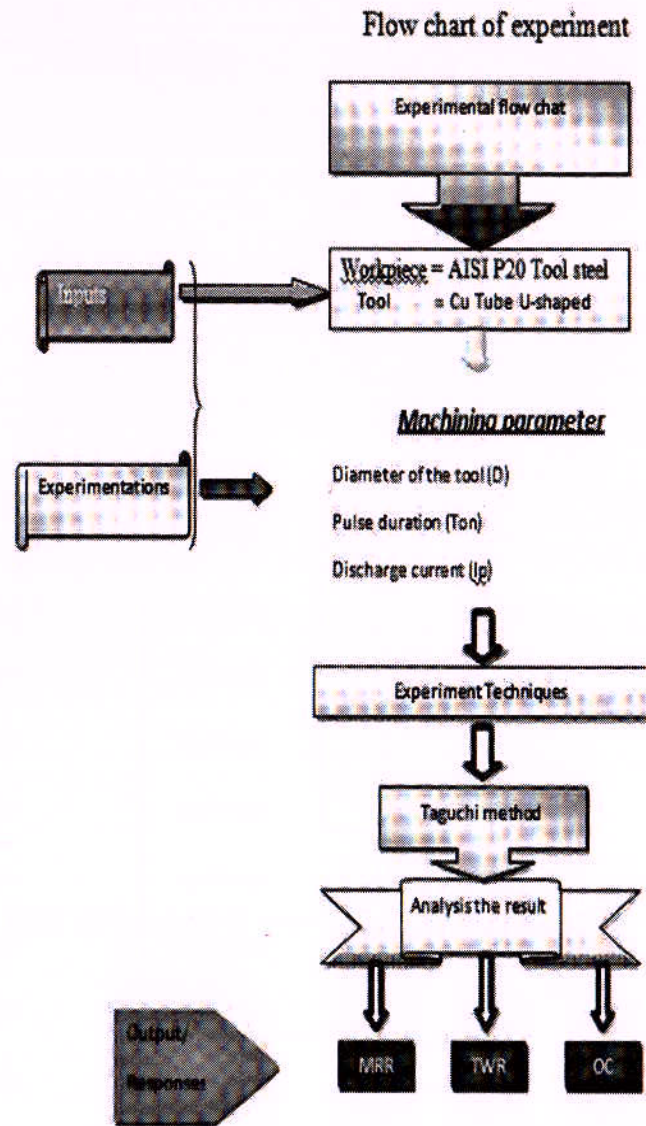 Flow chart of experiment
Experimental flow chat
Inputs
Workpiece = AISI P20 Tool steel
Tool = Cu Tube U-shaped
Machining parameter
Experimentations
Diameter of the tool (D)
Pulse duration (Ton)
Discharge current (Ip)
Experiment Techniques
Taguchi method
Analysis the result
Output/
Responses
MRR
TWR
OC